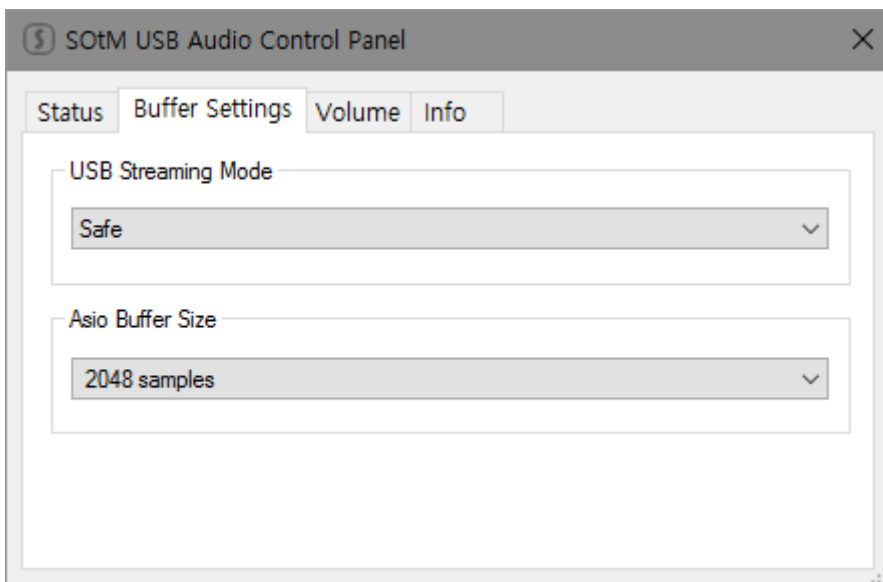 SOtM USB Audio Control Panel
Status Buffer Settings Volume Info
USB Streaming Mode
Safe
Asio Buffer Size
2048 samples